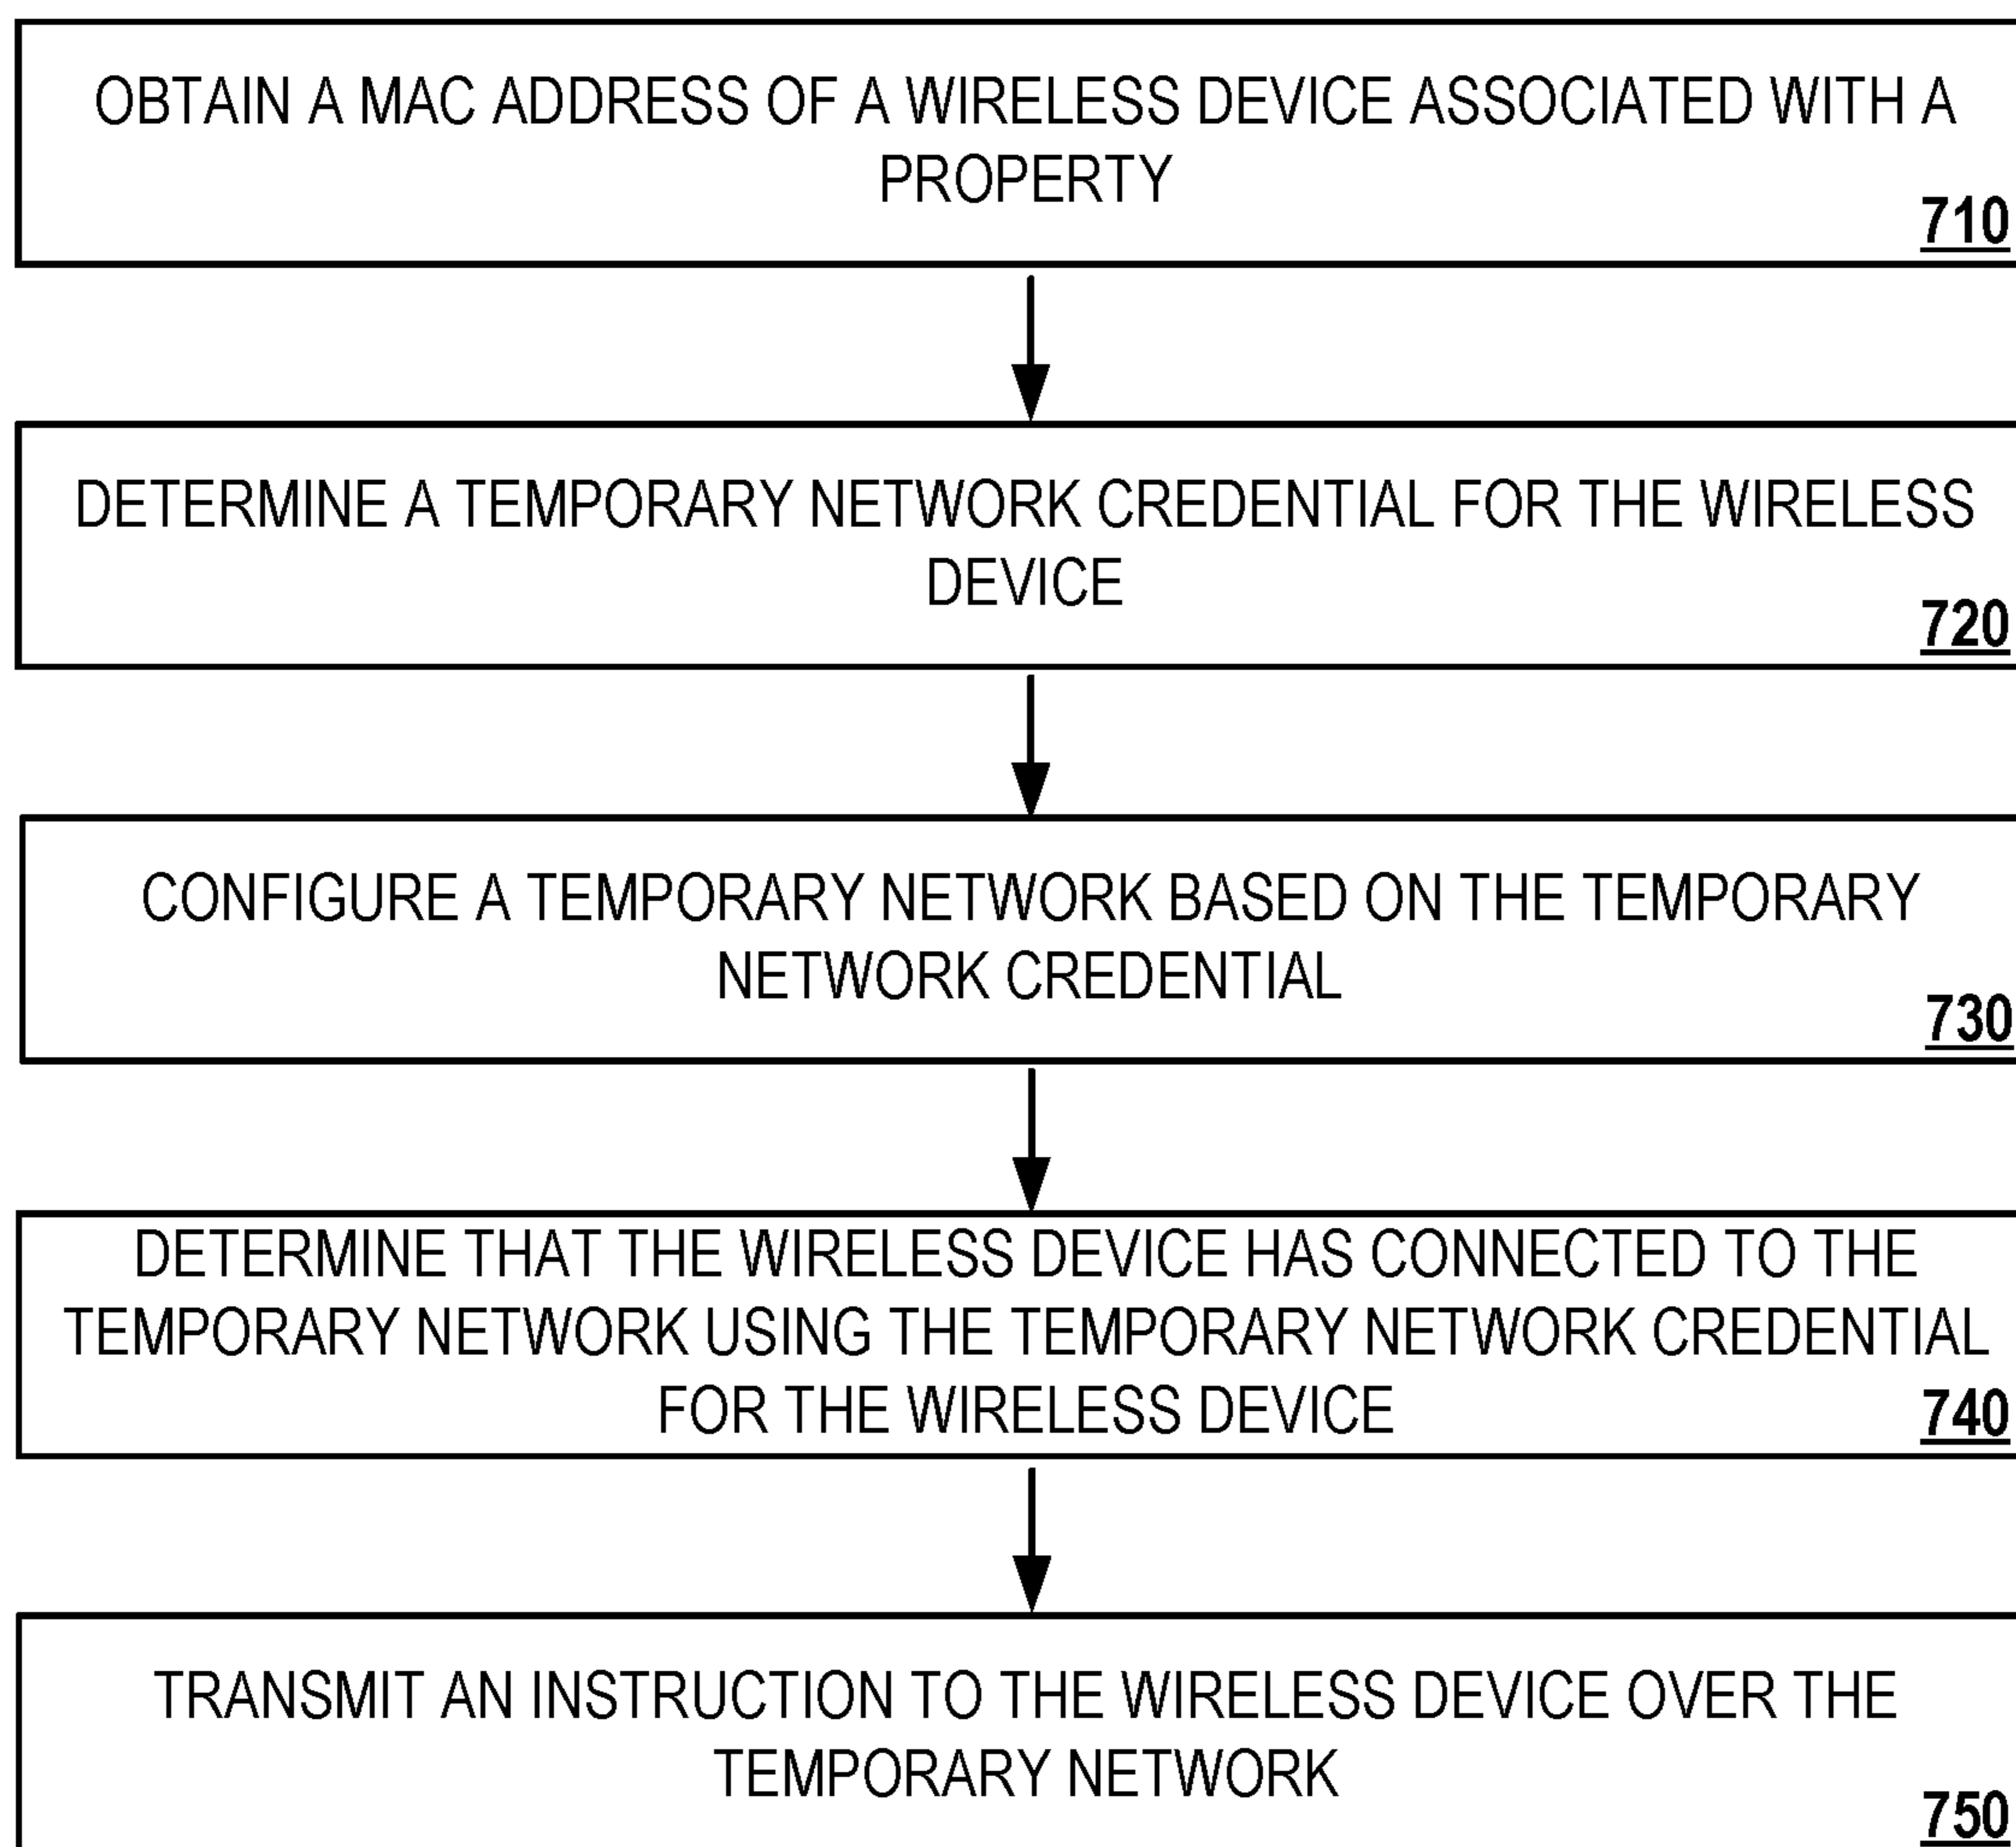 OBTAIN A MAC ADDRESS OF A WIRELESS DEVICE ASSOCIATED WITH A
PROPERTY
710
DETERMINE A TEMPORARY NETWORK CREDENTIAL FOR THE WIRELESS
DEVICE
720
CONFIGURE A TEMPORARY NETWORK BASED ON THE TEMPORARY
NETWORK CREDENTIAL
730
DETERMINE THAT THE WIRELESS DEVICE HAS CONNECTED TO THE
TEMPORARY NETWORK USING THE TEMPORARY NETWORK CREDENTIAL
FOR THE WIRELESS DEVICE
740
TRANSMIT AN INSTRUCTION TO THE WIRELESS DEVICE OVER THE
TEMPORARY NETWORK
750